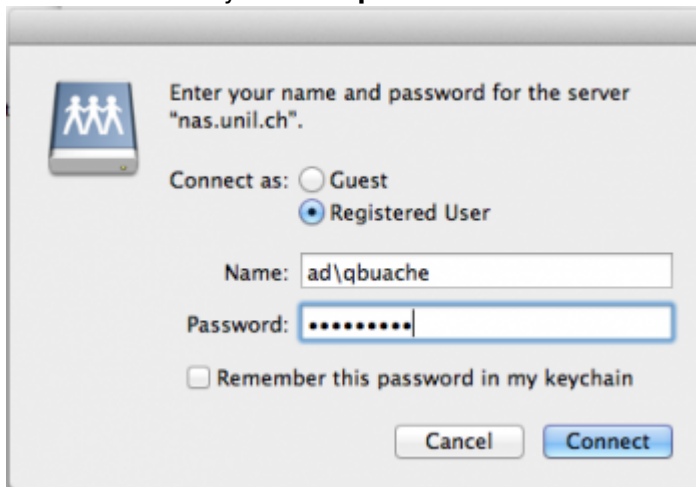 Enter your name and password for the server
"nas.unil.ch".
Connect as: Guest
Registered User
Name: ad\qbuache
Password: •••••••••
Remember this password in my keychain
Cancel Connect